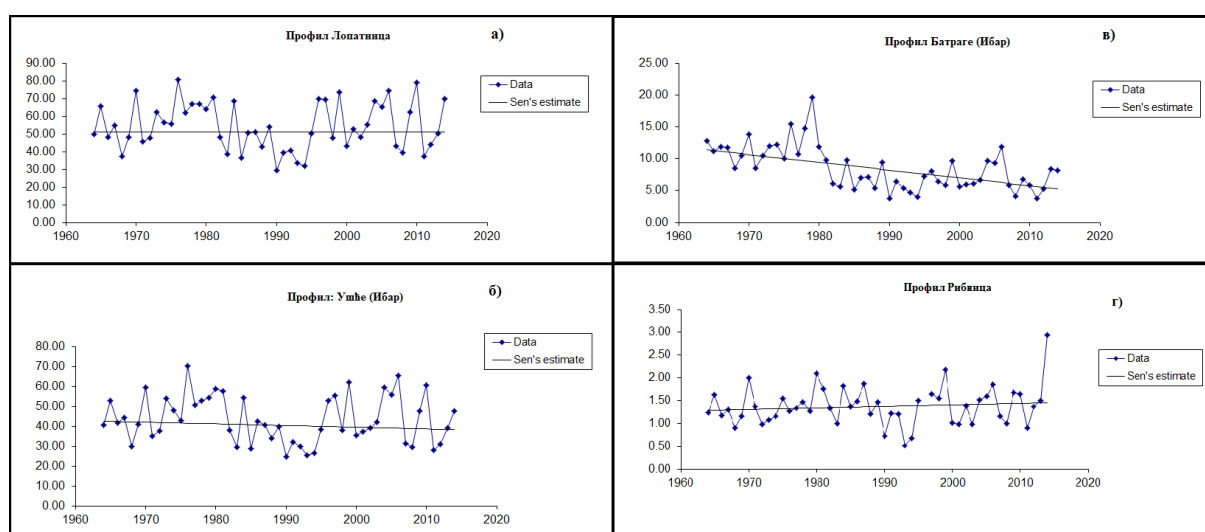 Профил Лопатница
а)
90.00
80.00
70.00
60.00
50.00
40.00
30.00
20.00
10.00
0.00
1960 1970 1980 1990 2000 2010 2020
Data
Sen's estimate
Профил Батраге (Ибар)
в)
25.00
20.00
15.00
10.00
5.00
0.00
1960 1970 1980 1990 2000 2010 2020
Data
Sen's estimate
Профил: Ушће (Ибар)
б)
80.00
70.00
60.00
50.00
40.00
30.00
20.00
10.00
0.00
1960 1970 1980 1990 2000 2010 2020
Data
Sen's estimate
Профил Рибница
г)
3.50
3.00
2.50
2.00
1.50
1.00
0.50
0.00
1960 1970 1980 1990 2000 2010 2020
Data
Sen's estimate